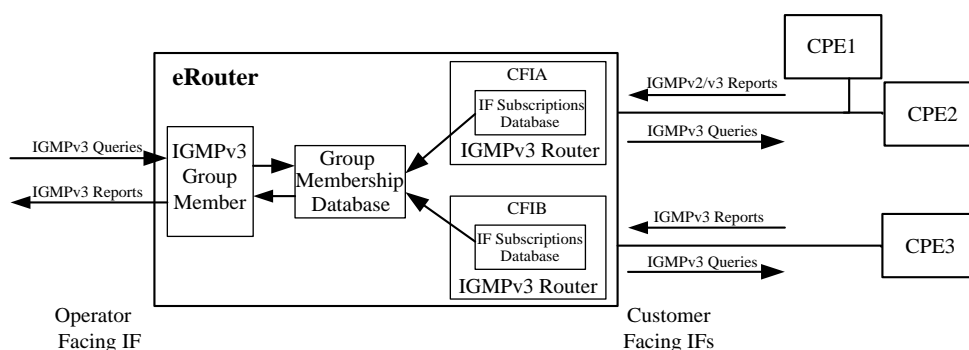 CPE1
eRouter
CFIA
IGMPv2/v3 Reports
IF Subscriptions
Database
CPE2
IGMPv3 Queries
IGMPv3
Group
Member
Group
Membership
Database
IGMPv3 Router
IGMPv3 Queries
IGMPv3 Reports
CFIB
IGMPv3 Reports
IF Subscriptions
Database
CPE3
IGMPv3 Router
IGMPv3 Queries
Operator
Facing IF
Customer
Facing IFs